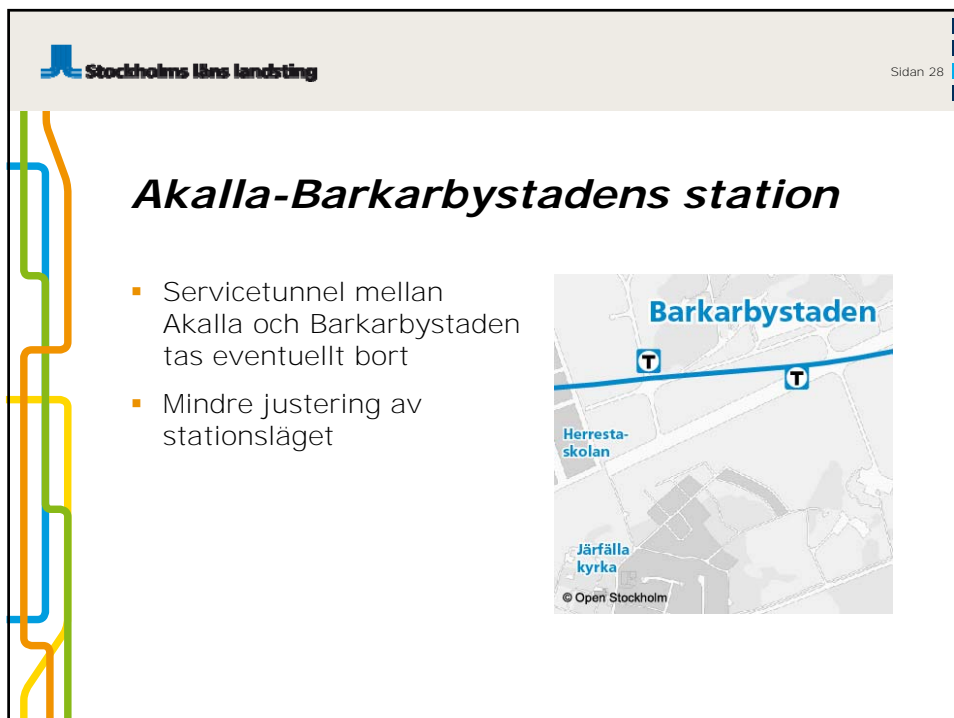 Stockholms läns landsting
Sidan 28
Akalla-Barkarbystadens station
▪ Servicetunnel mellan
Akalla och Barkarbystaden
tas eventuellt bort
▪ Mindre justering av
stationsläget
Barkarbystaden
T
T
Herresta-
skolan
Järfälla
kyrka
© Open Stockholm